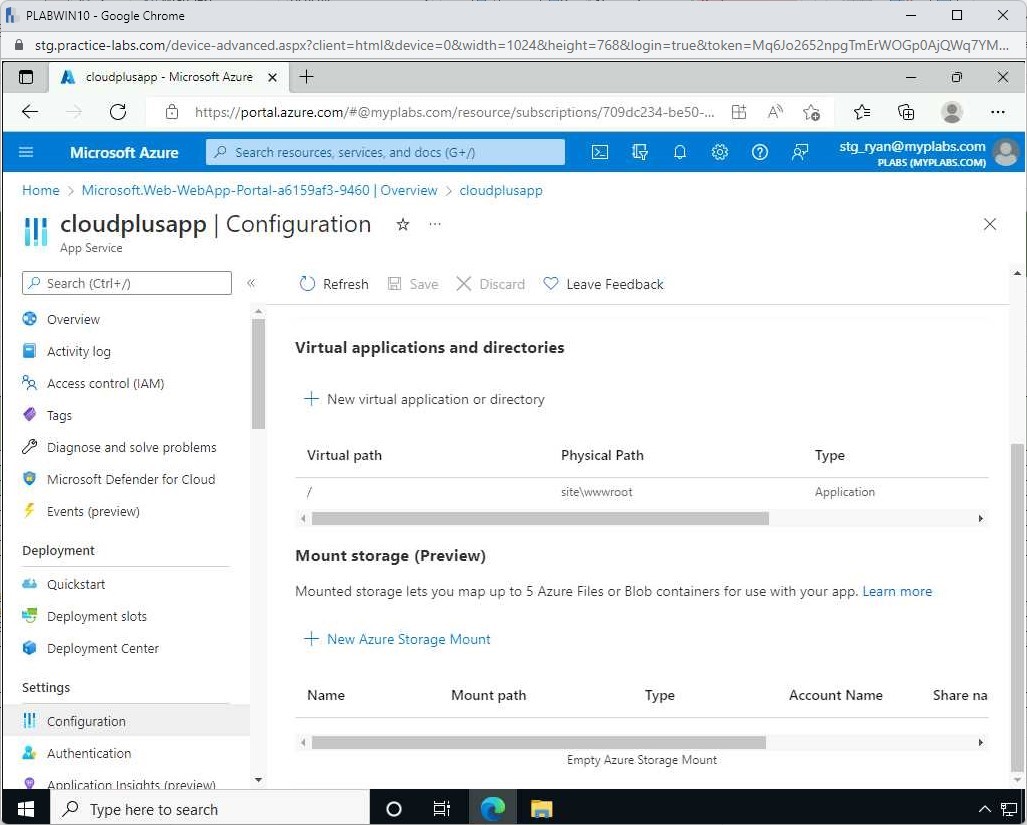 PLABWIN10 - Google Chrome
stg.practice-labs.com/device-advanced.aspx?client=html&device=0&width=1024&height=768&login=true&token=Mq6Jo2652npgTmErWOGp0AjQWq7YM...
cloudplusapp - Microsoft Azure
https://portal.azure.com/#@myplabs.com/resource/subscriptions/709dc234-be50-...
Microsoft Azure
Search resources, services, and docs (G+/)
stg_ryan@myplabs.com
PLABS (MYPLABS.COM)
Home > Microsoft.Web-WebApp-Portal-a6159af3-9460 | Overview > cloudplusapp
cloudplusapp | Configuration
App Service
Search (Ctrl+/)
Overview
Activity log
Access control (IAM)
Tags
Diagnose and solve problems
Microsoft Defender for Cloud
Events (preview)
Deployment
Quickstart
Deployment slots
Deployment Center
Settings
Configuration
Authentication
Application Insights (preview)
Refresh Save Discard Leave Feedback
Virtual applications and directories
New virtual application or directory
Virtual path Physical Path Type
/ site\wwwroot Application
Mount storage (Preview)
Mounted storage lets you map up to 5 Azure Files or Blob containers for use with your app. Learn more
New Azure Storage Mount
Name Mount path Type Account Name Share na
Empty Azure Storage Mount
Type here to search